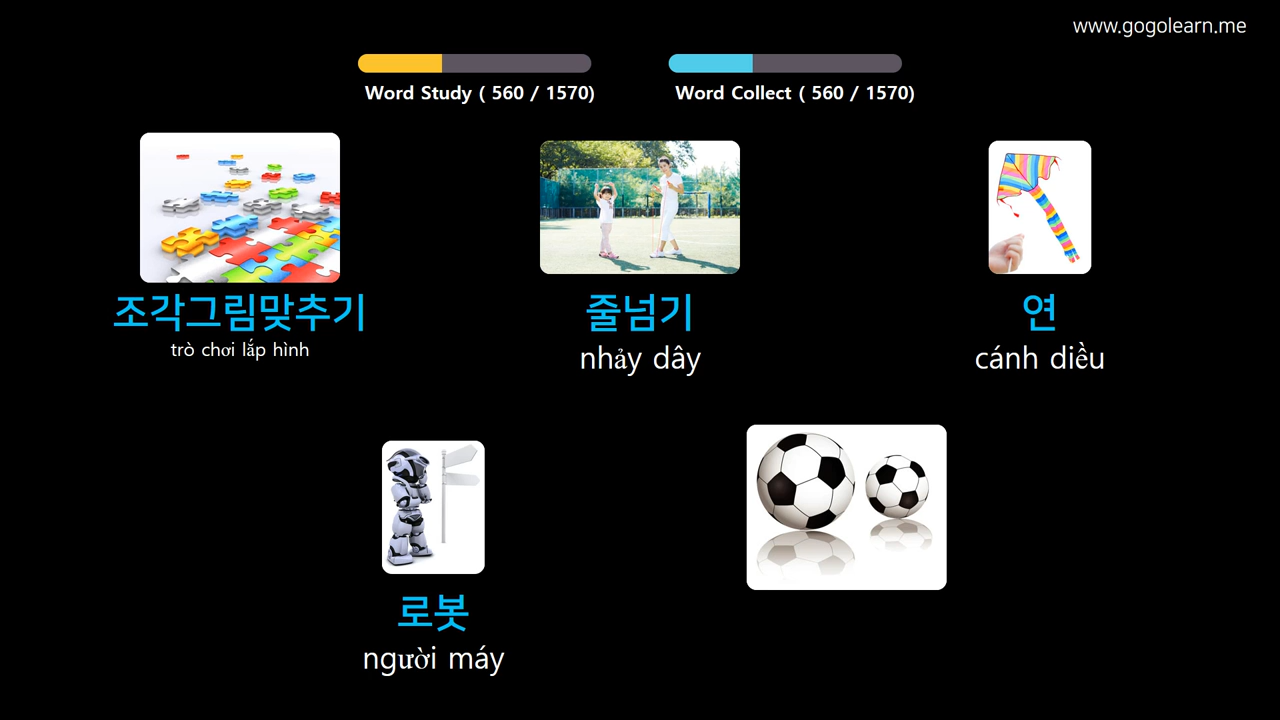 www.gogolearn.me
Word Study ( 560 / 1570)
Word Collect ( 560 / 1570)
조각그림맞추기
trò chơi lắp hình
줄넘기
nhảy dây
연
cánh diều
로봇
người máy